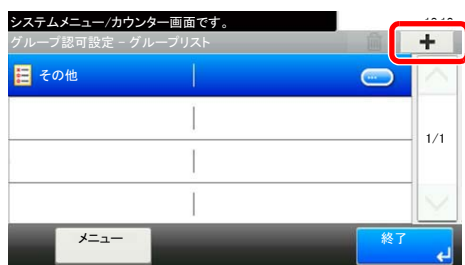 システムメニュー/カウンター画面です。
グループ認可設定 - グループリスト
+
その他
...
1/1
メニュー
終了